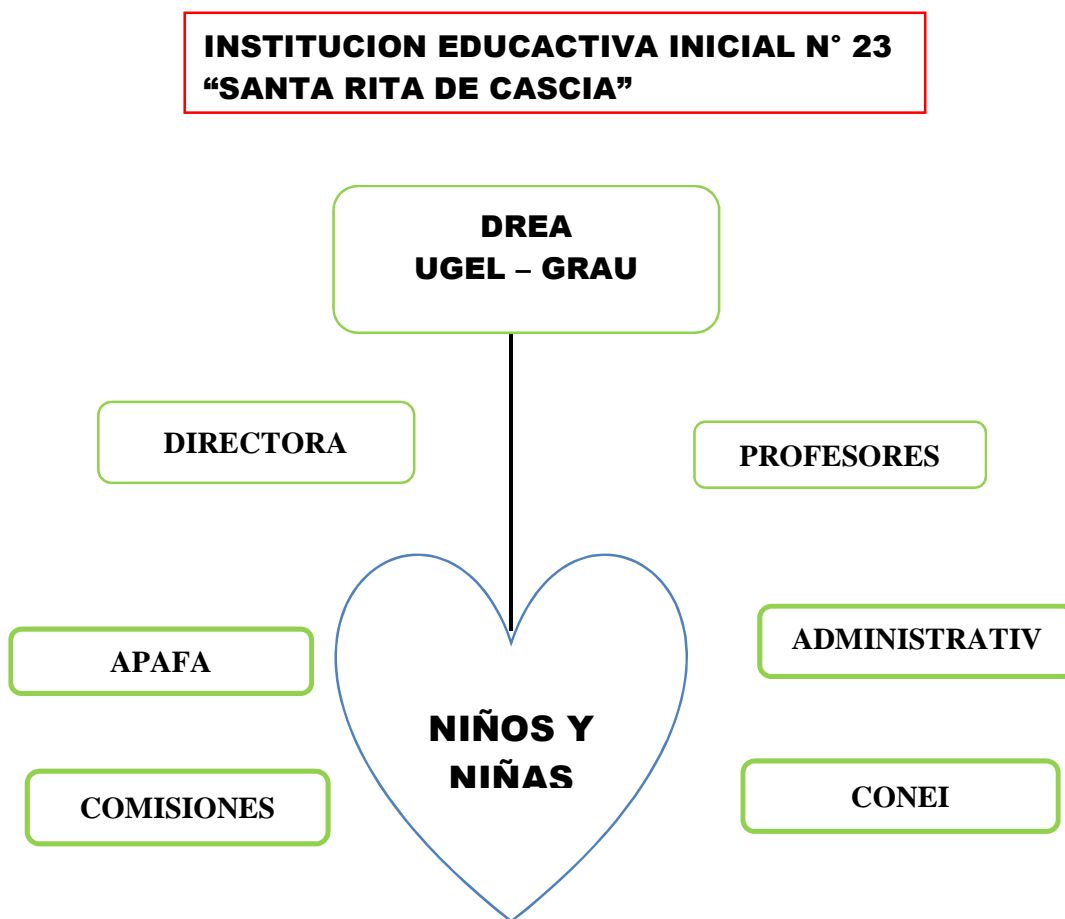 INSTITUCION EDUCACTIVA INICIAL N° 23
“SANTA RITA DE CASCIA”
DREA
UGEL – GRAU
DIRECTORA
PROFESORES
APAFA
ADMINISTRATIV
NIÑOS Y
NIÑAS
COMISIONES
CONEI